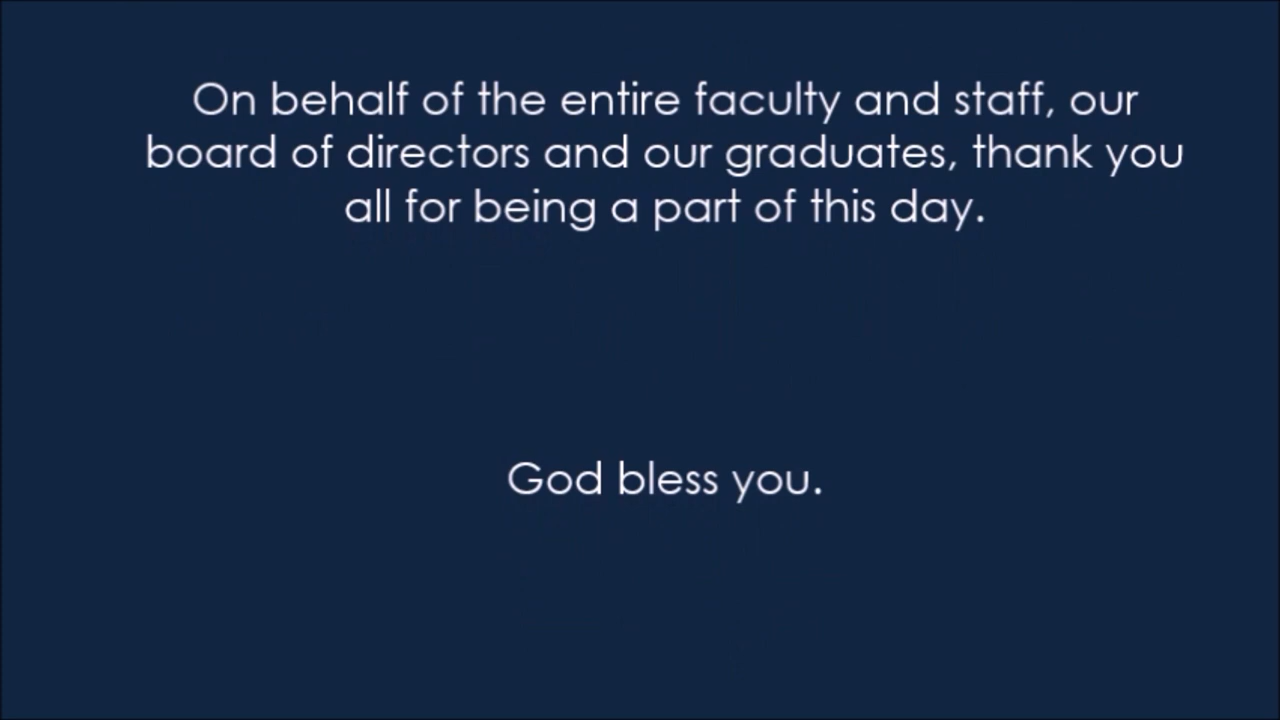 On behalf of the entire faculty and staff, our
board of directors and our graduates, thank you
all for being a part of this day.
God bless you.